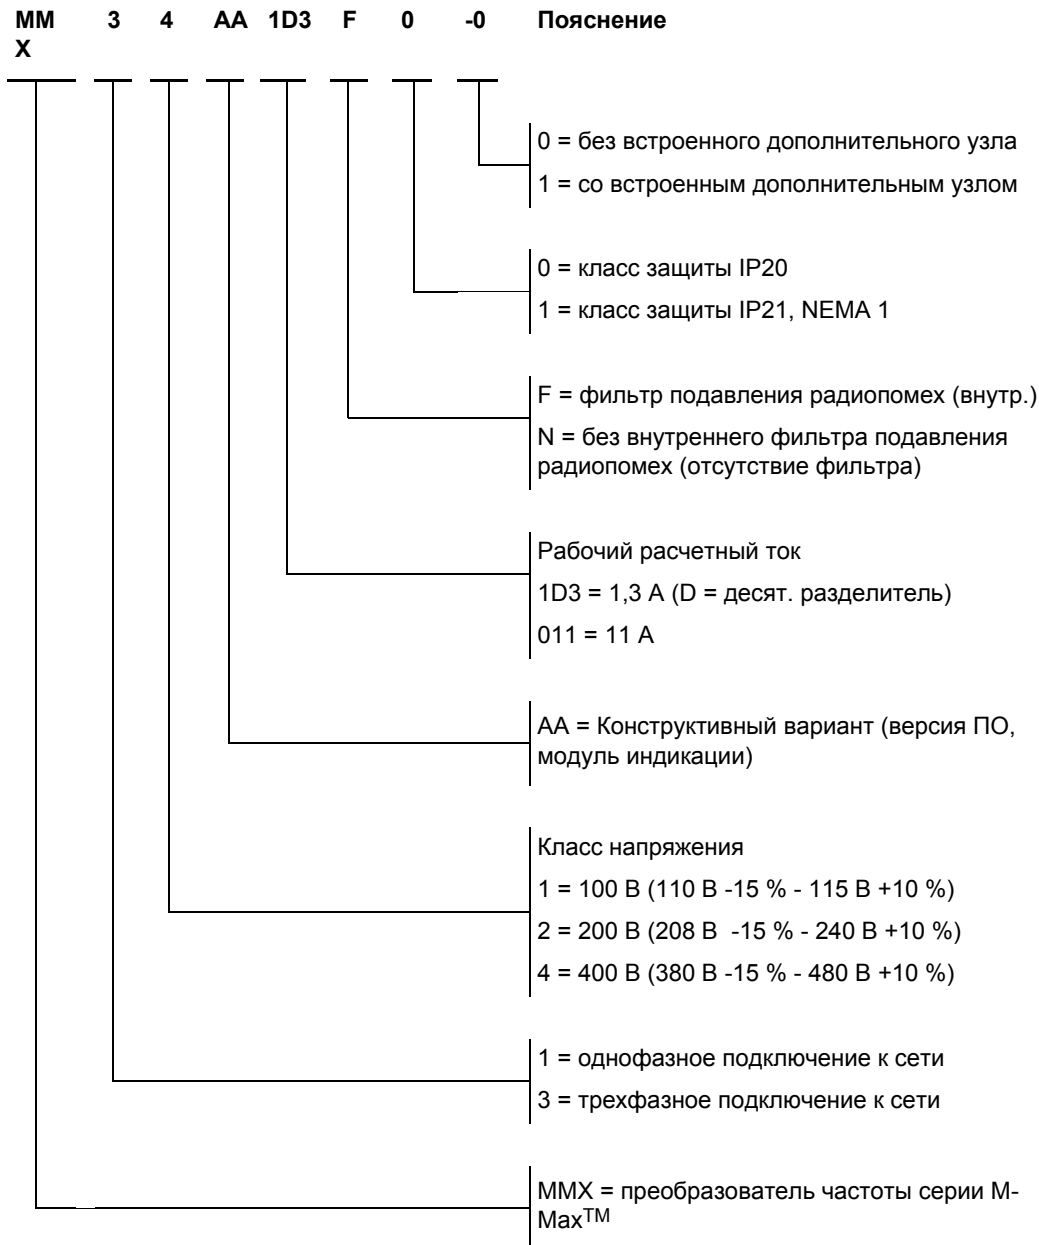 MM 3 4 AA 1D3 F 0 -0 Пояснение
X
0 = без встроенного дополнительного узла
1 = со встроенным дополнительным узлом
0 = класс защиты IP20
1 = класс защиты IP21, NEMA 1
F = фильтр подавления радиопомех (внутр.)
N = без внутреннего фильтра подавления
радиопомех (отсутствие фильтра)
Рабочий расчетный ток
1D3 = 1,3 A (D = десят. разделитель)
011 = 11 A
AA = Конструктивный вариант (версия ПО,
модуль индикации)
Класс напряжения
1 = 100 В (110 В -15 % - 115 В +10 %)
2 = 200 В (208 В -15 % - 240 В +10 %)
4 = 400 В (380 В -15 % - 480 В +10 %)
1 = однофазное подключение к сети
3 = трехфазное подключение к сети
MMX = преобразователь частоты серии M-
Max™